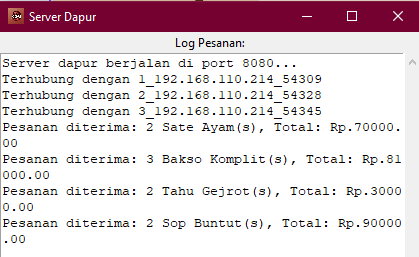 Server Dapur
Log Pesanan:
Server dapur berjalan di port 8080...
Terhubung dengan 1_192.168.110.214_54309
Terhubung dengan 2_192.168.110.214_54328
Terhubung dengan 3_192.168.110.214_54345
Pesanan diterima: 2 Sate Ayam(s), Total: Rp.70000.
00
Pesanan diterima: 3 Bakso Komplit(s), Total: Rp.81
000.00
Pesanan diterima: 2 Tahu Gejrot(s), Total: Rp.3000
0.00
Pesanan diterima: 2 Sop Buntut(s), Total: Rp.90000
.00